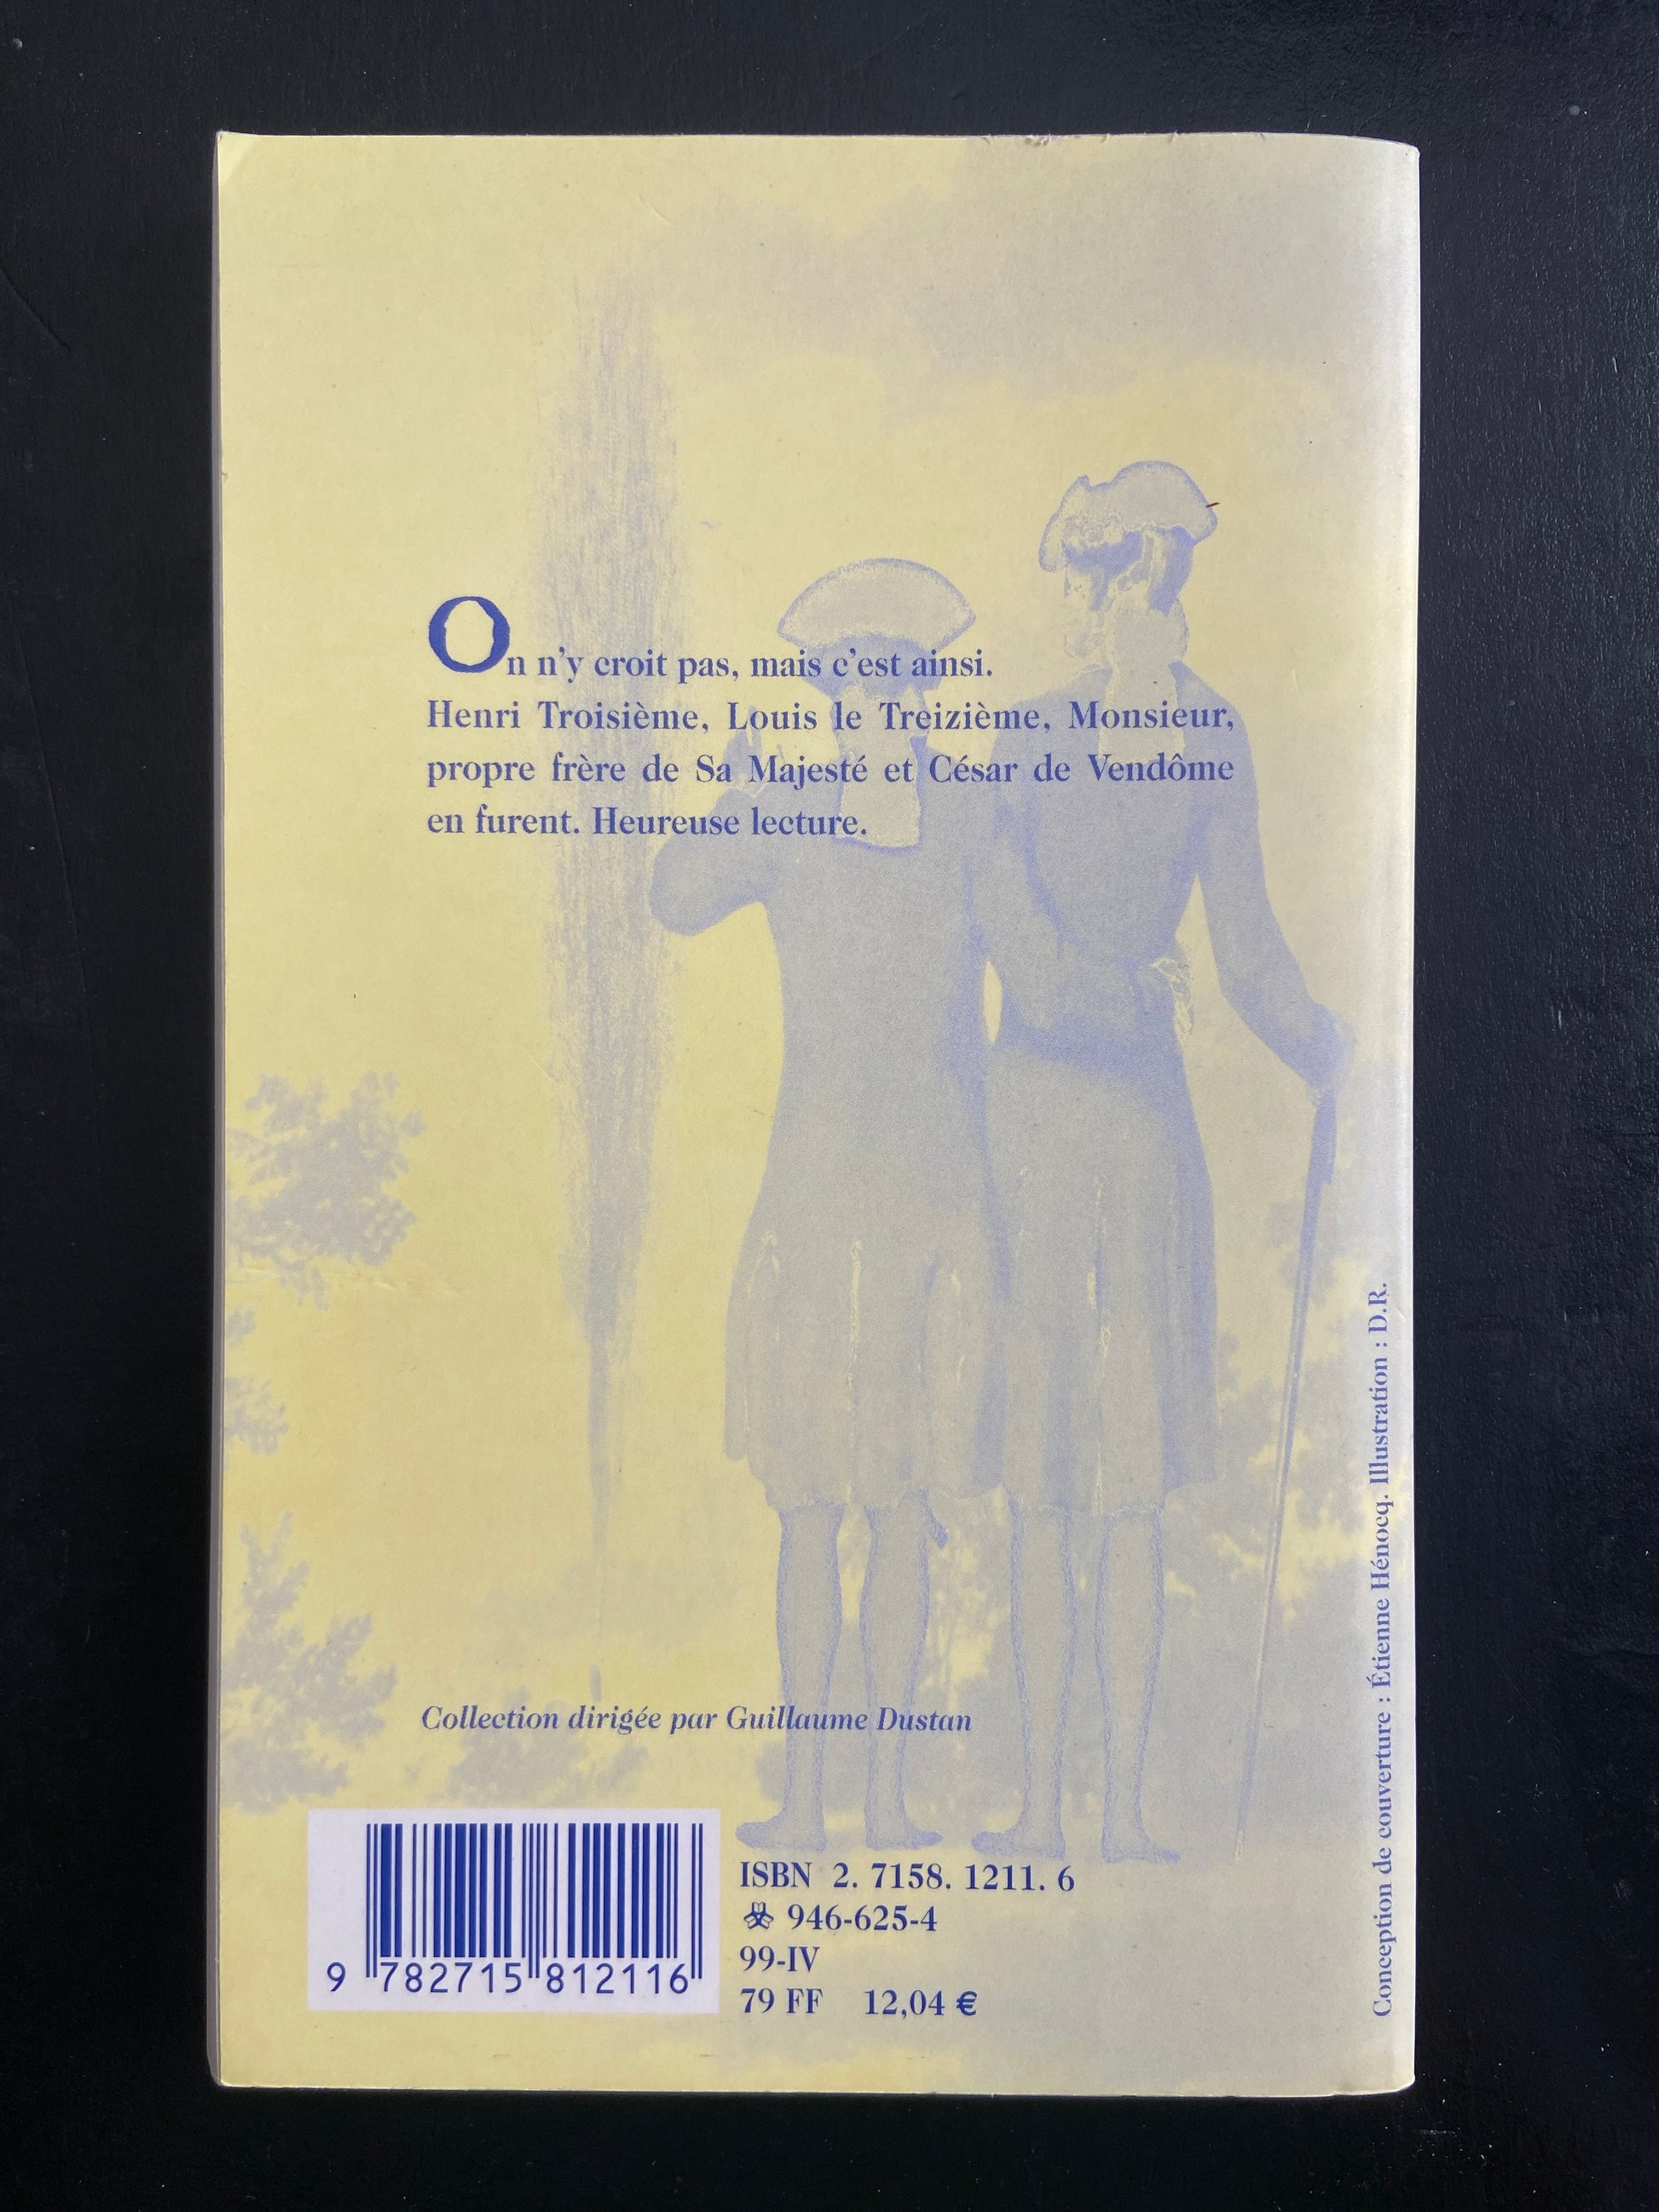 On n'y croit pas, mais c'est ainsi.
Henri Troisième, Louis le Treizième, Monsieur,
propre frère de Sa Majesté et César de Vendôme
en furent. Heureuse lecture.
Collection dirigée par Guillaume Dustan
9 782715 812116
ISBN 2. 7158. 1211. 6
946-625-4
99-IV
79 FF 12,04 €
Conception de couverture : Étienne Hénocq. Illustration : D.R.